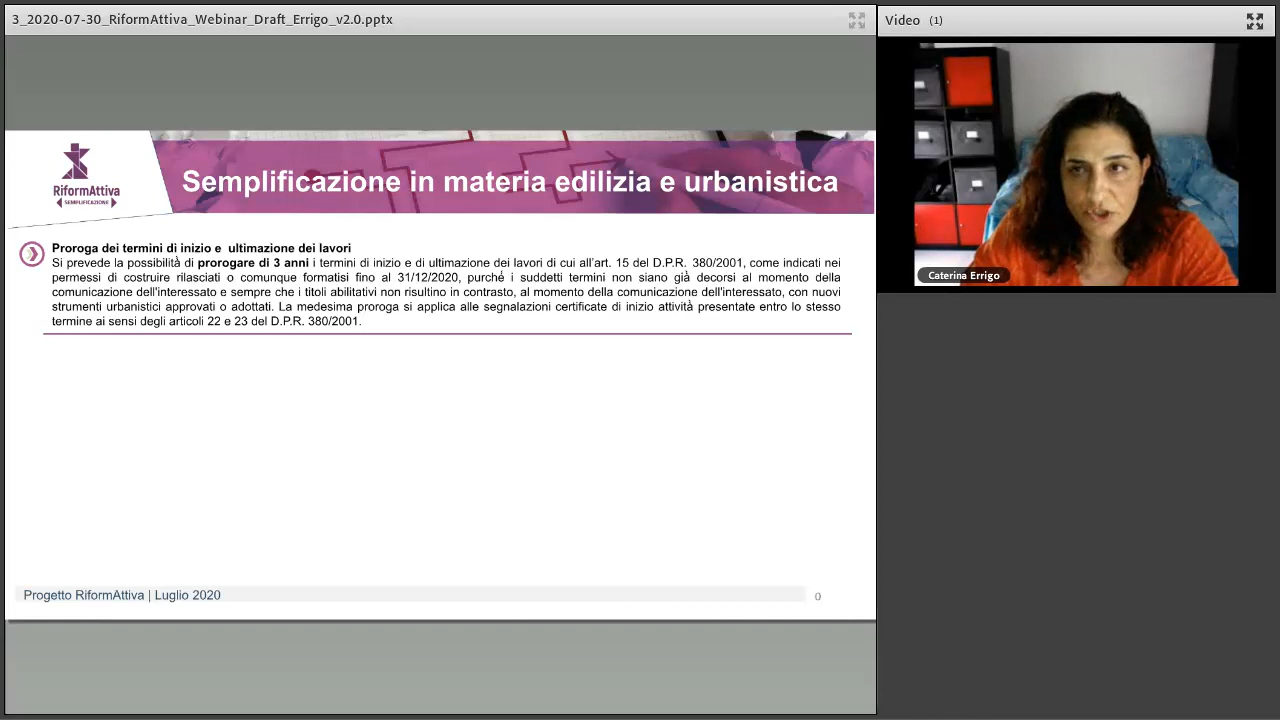 3_2020-07-30_RiformAttiva_Webinar_Draft_Errigo_v2.0.pptx
Video (1)
RiformAttiva
SEMPLIFICAZIONE
Semplificazione in materia edilizia e urbanistica
Proroga dei termini di inizio e ultimazione dei lavori
Si prevede la possibilità di prorogare di 3 anni i termini di inizio e di ultimazione dei lavori di cui all'art. 15 del D.P.R. 380/2001, come indicati nei
permessi di costruire rilasciati o comunque formatisi fino al 31/12/2020, purché i suddetti termini non siano già decorsi al momento della
comunicazione dell'interessato e sempre che i titoli abilitativi non risultino in contrasto, al momento della comunicazione dell'interessato, con nuovi
strumenti urbanistici approvati o adottati. La medesima proroga si applica alle segnalazioni certificate di inizio attività presentate entro lo stesso
termine ai sensi degli articoli 22 e 23 del D.P.R. 380/2001.
Caterina Errigo
Progetto RiformAttiva | Luglio 2020
0